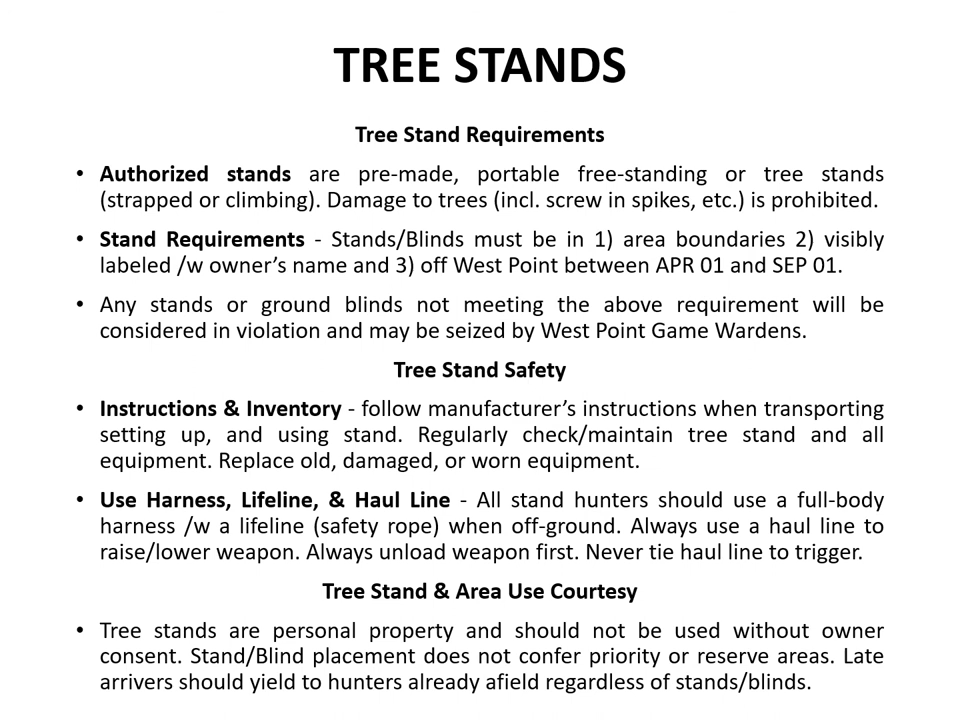 TREE STANDS
Tree Stand Requirements
• Authorized stands are pre-made, portable free-standing or tree stands
(strapped or climbing). Damage to trees (incl. screw in spikes, etc.) is prohibited.
• Stand Requirements - Stands/Blinds must be in 1) area boundaries 2) visibly
labeled /w owner’s name and 3) off West Point between APR 01 and SEP 01.
• Any stands or ground blinds not meeting the above requirement will be
considered in violation and may be seized by West Point Game Wardens.
Tree Stand Safety
• Instructions & Inventory - follow manufacturer’s instructions when transporting
setting up, and using stand. Regularly check/maintain tree stand and all
equipment. Replace old, damaged, or worn equipment.
• Use Harness, Lifeline, & Haul Line - All stand hunters should use a full-body
harness /w a lifeline (safety rope) when off-ground. Always use a haul line to
raise/lower weapon. Always unload weapon first. Never tie haul line to trigger.
Tree Stand & Area Use Courtesy
• Tree stands are personal property and should not be used without owner
consent. Stand/Blind placement does not confer priority or reserve areas. Late
arrivers should yield to hunters already afield regardless of stands/blinds.